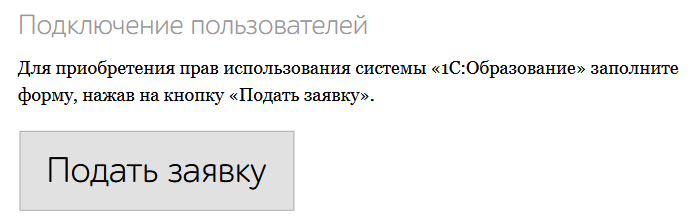 Подключение пользователей
Для приобретения прав использования системы «1С:Образование» заполните
форму, нажав на кнопку «Подать заявку».
Подать заявку